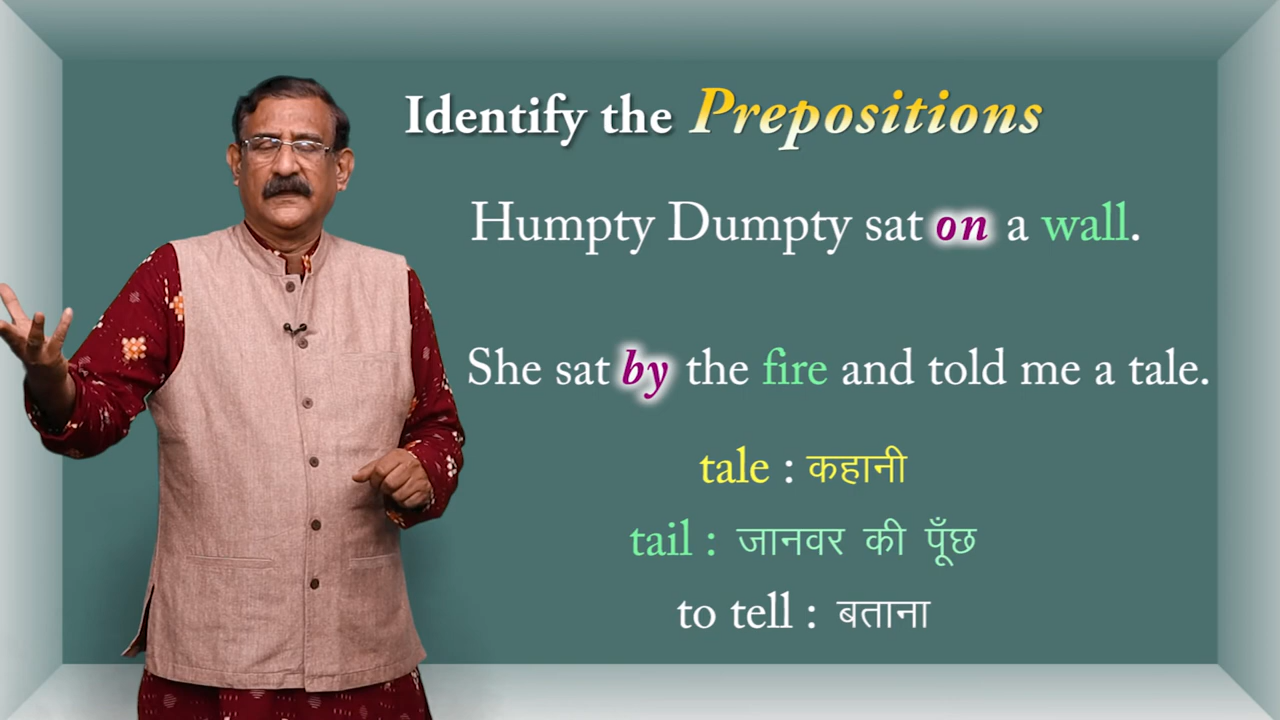 Identify the Prepositions
Humpty Dumpty sat on a wall.
She sat by the fire and told me a tale.
tale : कहानी
tail : जानवर की पूँछ
to tell : बताना